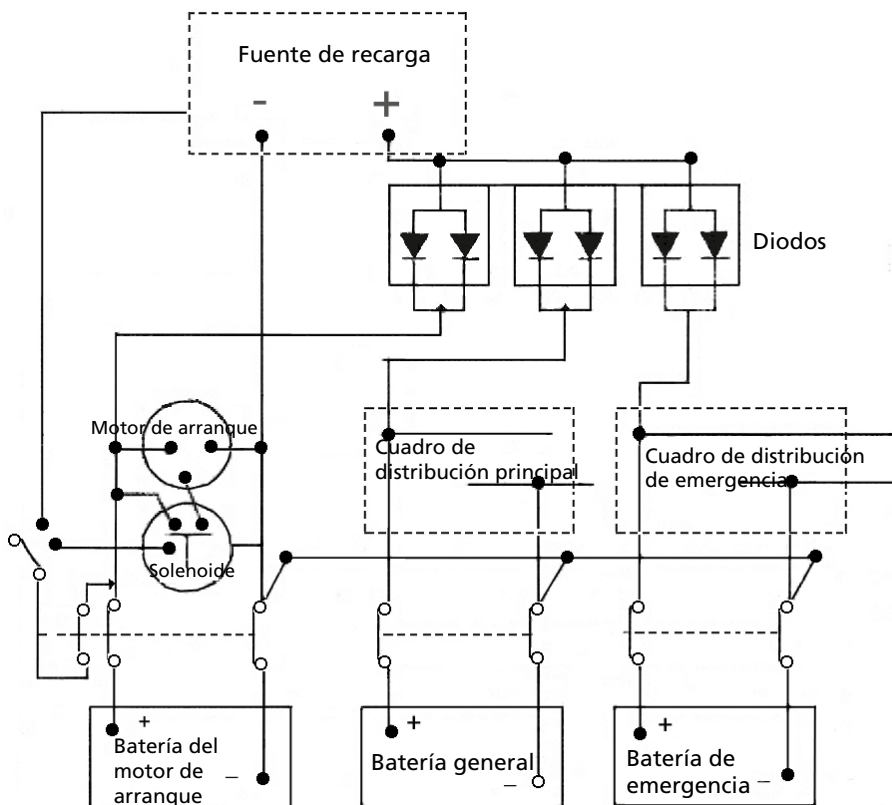 Fuente de recarga
- +
Diodos
Motor de arranque
Cuadro de
distribución principal
Cuadro de distribución
de emergencia
Solenoide
+
Batería del
motor de
arranque
–
+
Batería general
–
+
Batería de
emergencia
–